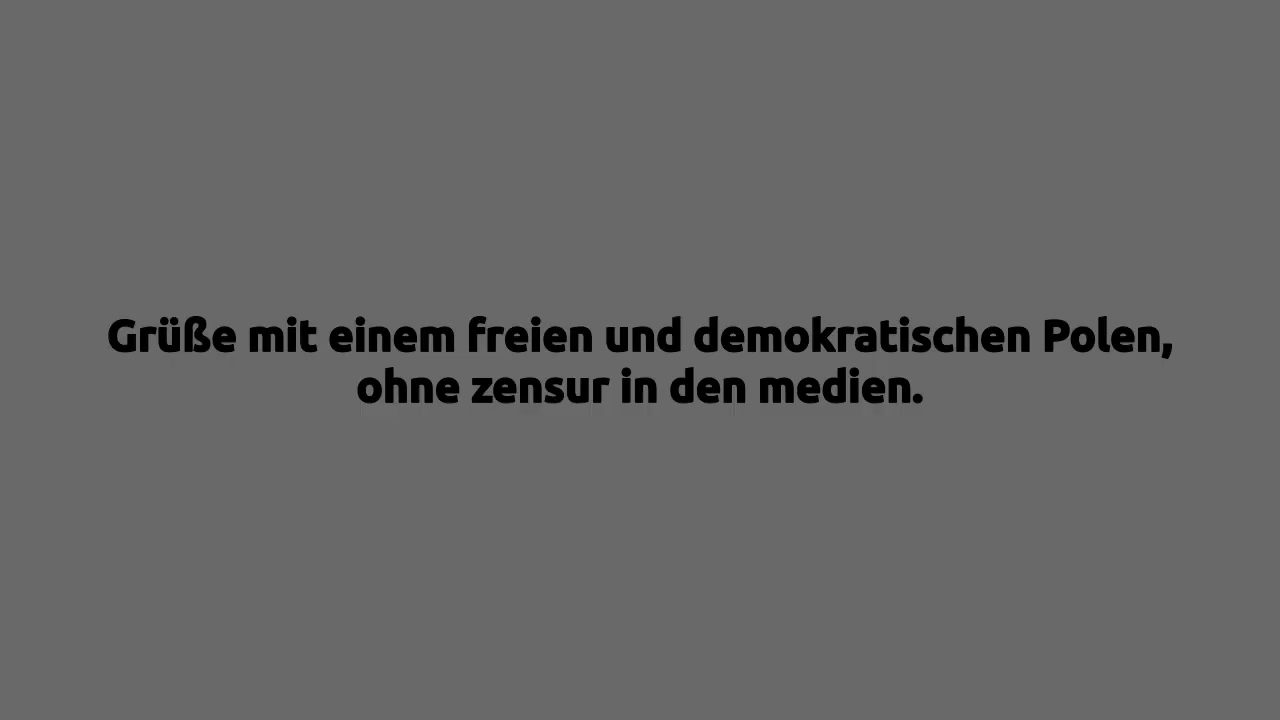 Grüße mit einem freien und demokratischen Polen,
ohne zensur in den medien.